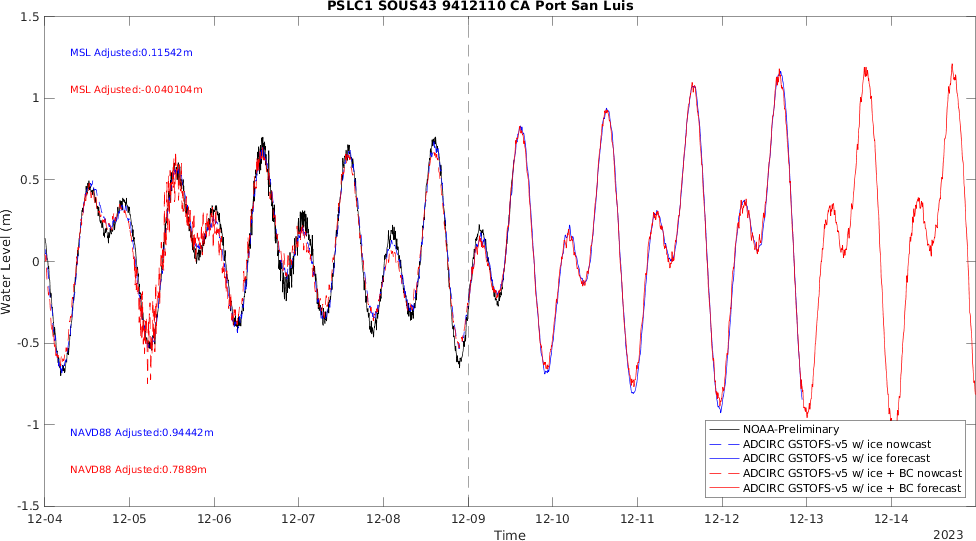 PSLC1 SOUS43 9412110 CA Port San Luis
1.5
1
0.5
0
-0.5
-1
-1.5
Water Level (m)
MSL Adjusted:0.11542m
MSL Adjusted:-0.040104m
NAVD88 Adjusted:0.94442m
NAVD88 Adjusted:0.7889m
NOAA-Preliminary
ADCIRC GSTOFS-v5 w/ ice nowcast
ADCIRC GSTOFS-v5 w/ ice forecast
ADCIRC GSTOFS-v5 w/ ice + BC nowcast
ADCIRC GSTOFS-v5 w/ ice + BC forecast
12-04 12-05 12-06 12-07 12-08 12-09 12-10 12-11 12-12 12-13 12-14
Time
2023